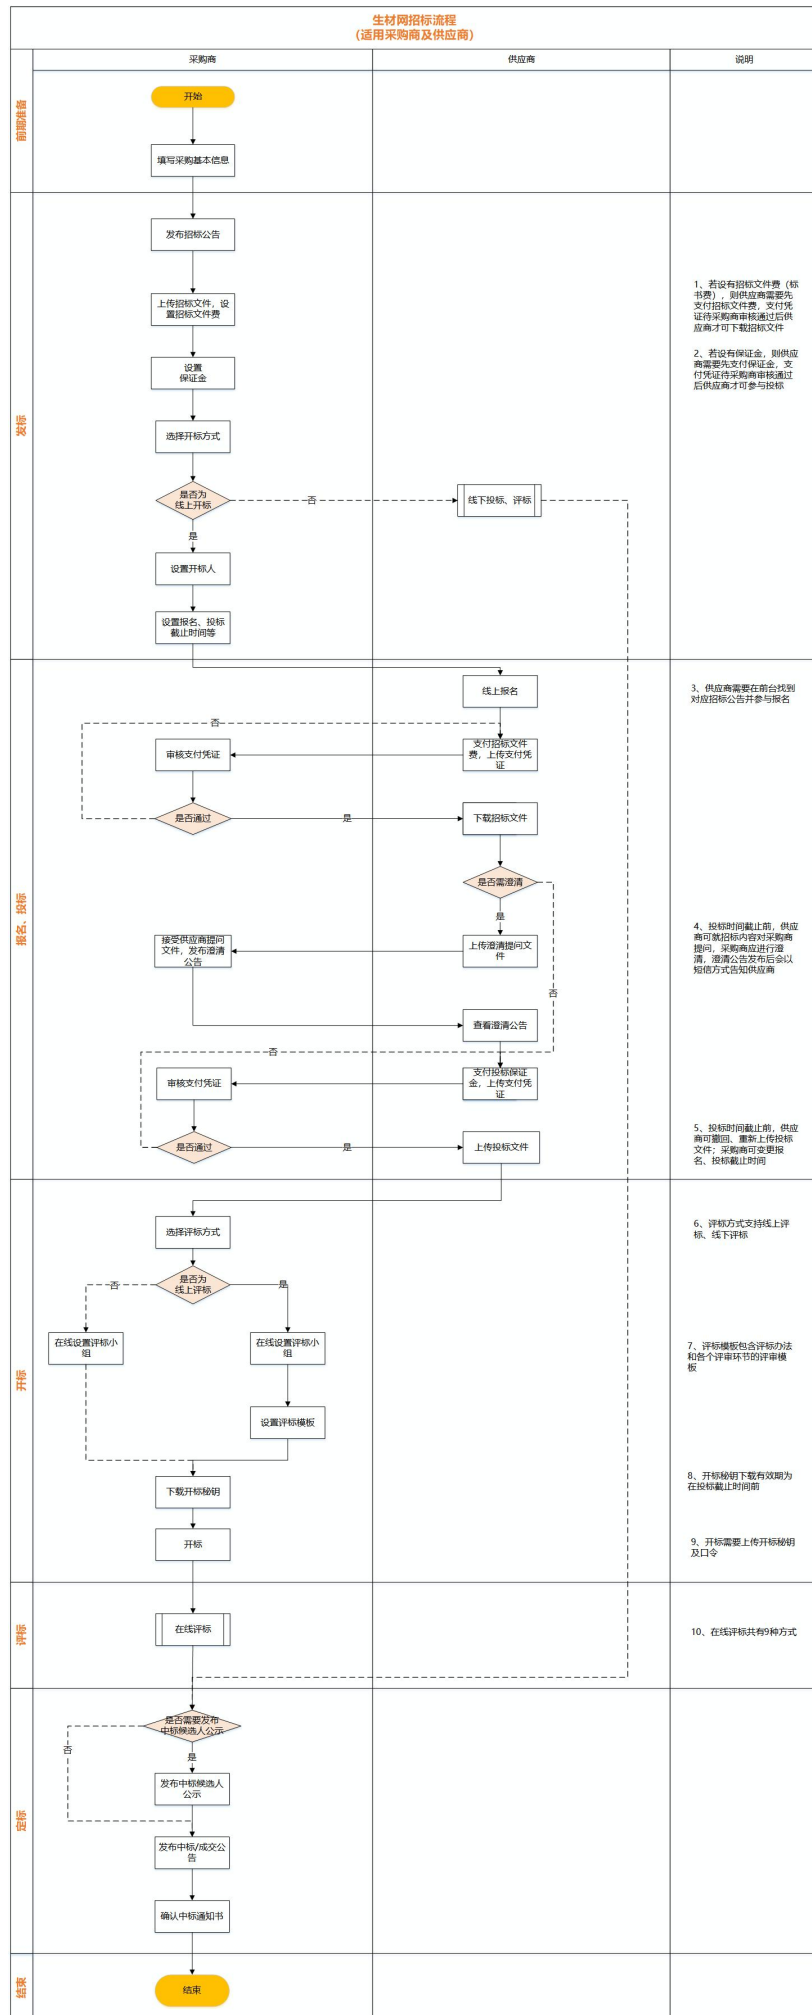 生材网招标流程
（适用采购商及供应商）
采购商
供应商
说明
前期准备
开始
填写采购基本信息
发标
发布招标公告
上传招标文件，设
置招标文件费
设置
保证金
选择开标方式
是否为
线上开标
否
线下投标、评标
是
设置开标人
设置报名、投标
截止时间等
1、若设有招标文件费（标
书费），则供应商需要先
支付招标文件费，支付凭
证待采购商审核通过后供
应商才可下载招标文件
2、若设有保证金，则供应
商需要先支付保证金，支
付凭证待采购商审核通过
后供应商才可参与投标
报名、投标
线上报名
3、供应商需要在前台找到
对应招标公告并参与报名
否
审核支付凭证
支付招标文件
费，上传支付凭
证
是否通过
是
下载招标文件
是否需澄清
是
接受供应商提问
文件，发布澄清
公告
上传澄清提问文
件
4、投标时间截止前，供应
商可就招标内容对采购商
提问，采购商应进行澄
清，澄清公告发布后会以
短信方式告知供应商
否
查看澄清公告
否
审核支付凭证
支付投标保证
金，上传支付凭
证
是否通过
是
上传投标文件
5、投标时间截止前，供应
商可撤回、重新上传投标
文件；采购商可变更报
名、投标截止时间
开标
选择评标方式
6、评标方式支持线上评
标、线下评标
是否为
线上评标
否
是
在线设置评标小
组
在线设置评标小
组
7、评标模板包含评标办法
和各个评审环节的评审模
板
设置评标模板
下载开标秘钥
8、开标秘钥下载有效期为
在投标截止时间前
开标
9、开标需要上传开标秘钥
及口令
评标
在线评标
10、在线评标共有9种方式
定标
是否需要发布
中标候选人公示
否
是
发布中标候选人
公示
发布中标/成交公
告
确认中标通知书
结束
结束